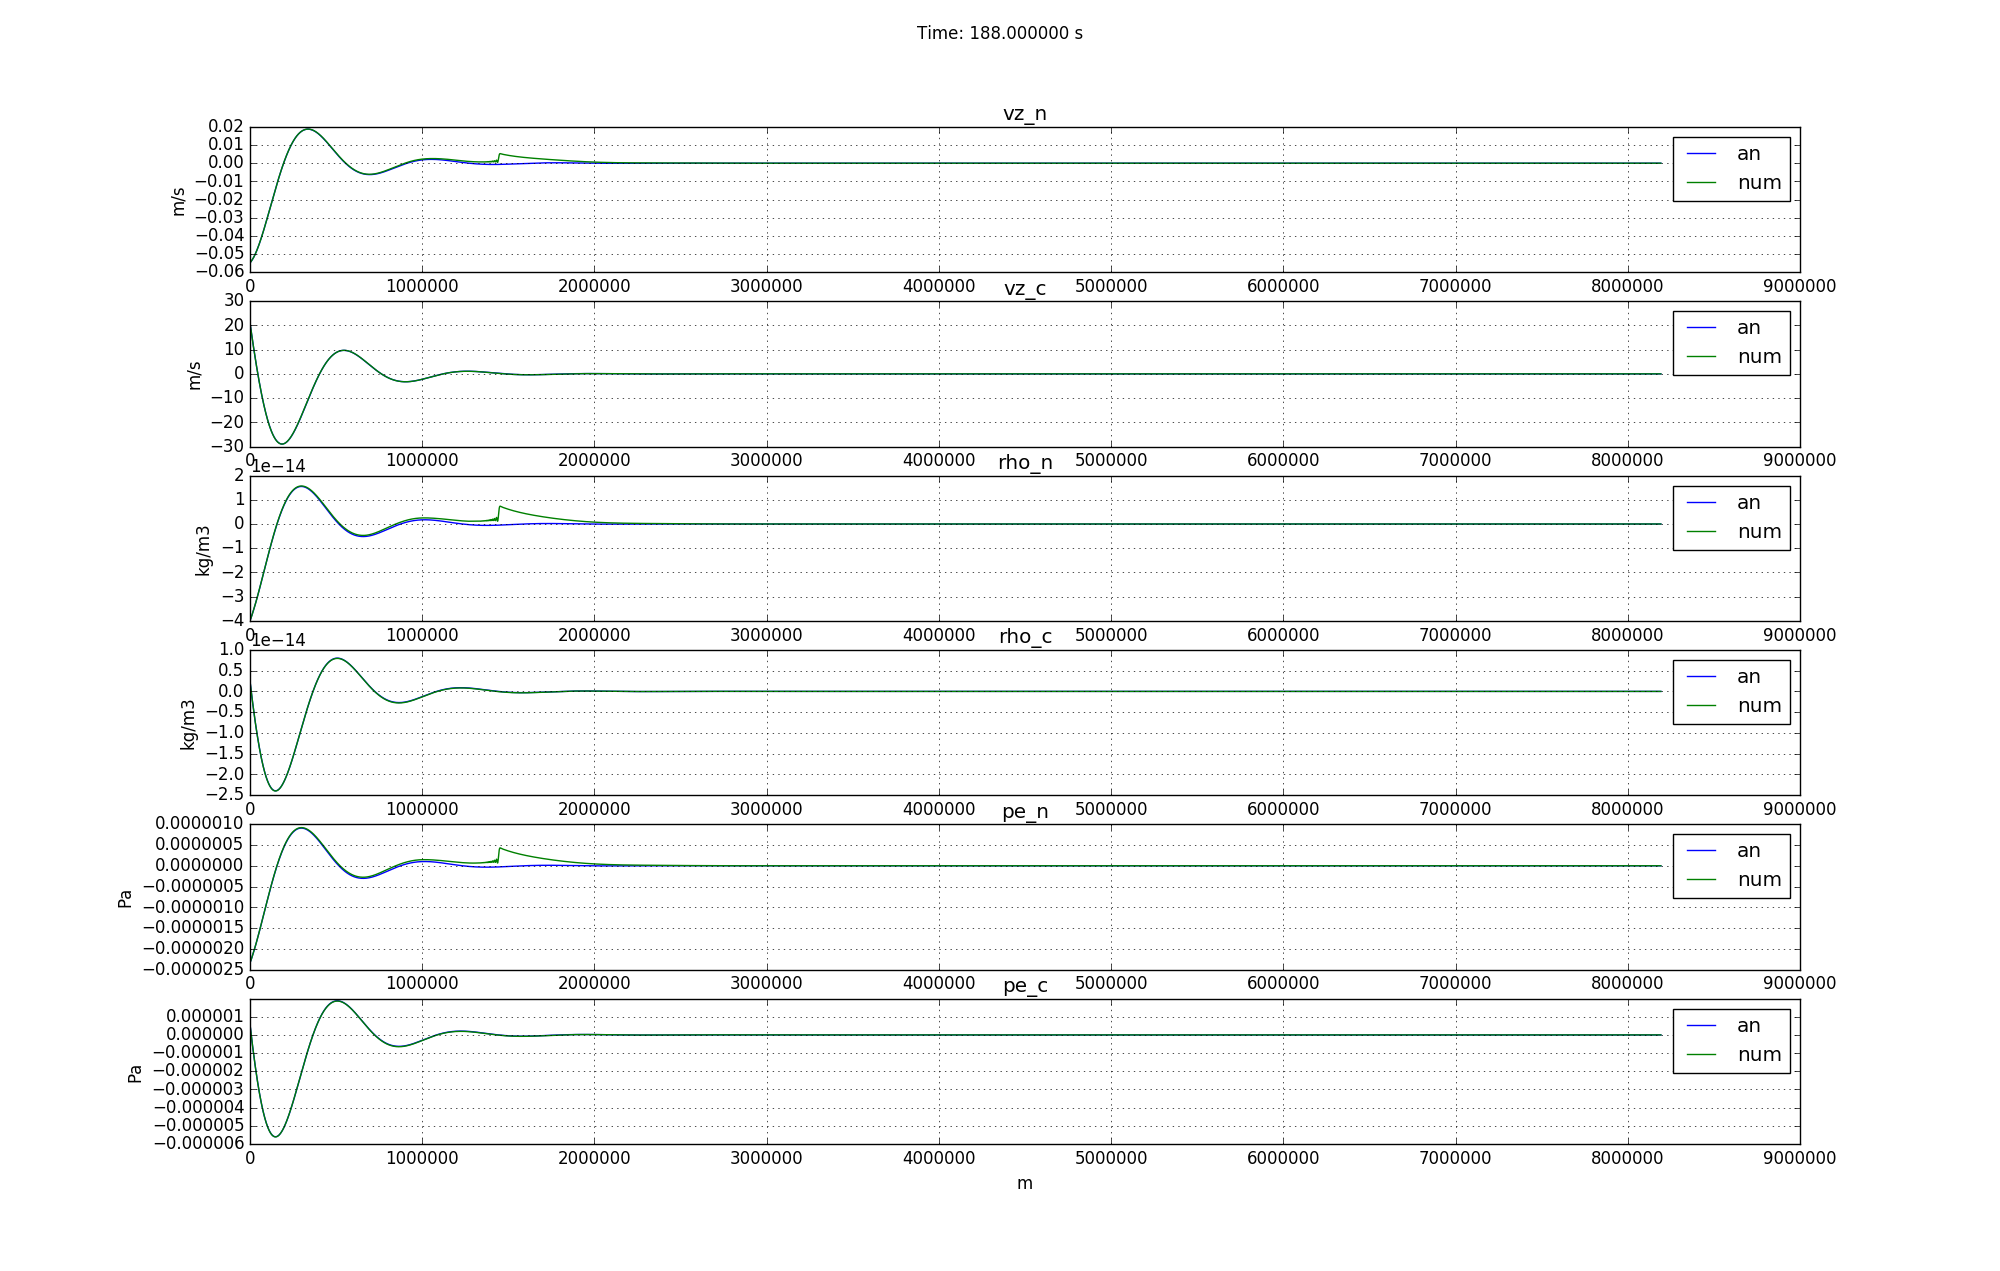 Time: 188.000000 s
vz_n
0.02
0.01
0.00
−0.01
−0.02
−0.03
−0.04
−0.05
−0.06
m/s
an
num
0 1000000 2000000 3000000 4000000 5000000 6000000 7000000 8000000 9000000
vz_c
30
20
10
0
−10
−20
−30
m/s
an
num
0 1000000 2000000 3000000 4000000 5000000 6000000 7000000 8000000 9000000
1e−14
rho_n
2
1
0
−1
−2
−3
−4
kg/m3
an
num
0 1000000 2000000 3000000 4000000 5000000 6000000 7000000 8000000 9000000
1e−14
rho_c
1.0
0.5
0.0
−0.5
−1.0
−1.5
−2.0
−2.5
kg/m3
an
num
0 1000000 2000000 3000000 4000000 5000000 6000000 7000000 8000000 9000000
pe_n
0.0000010
0.0000005
0.0000000
−0.0000005
−0.0000010
−0.0000015
−0.0000020
−0.0000025
Pa
an
num
0 1000000 2000000 3000000 4000000 5000000 6000000 7000000 8000000 9000000
pe_c
0.000001
0.000000
−0.000001
−0.000002
−0.000003
−0.000004
−0.000005
−0.000006
Pa
an
num
0 1000000 2000000 3000000 4000000 5000000 6000000 7000000 8000000 9000000
m